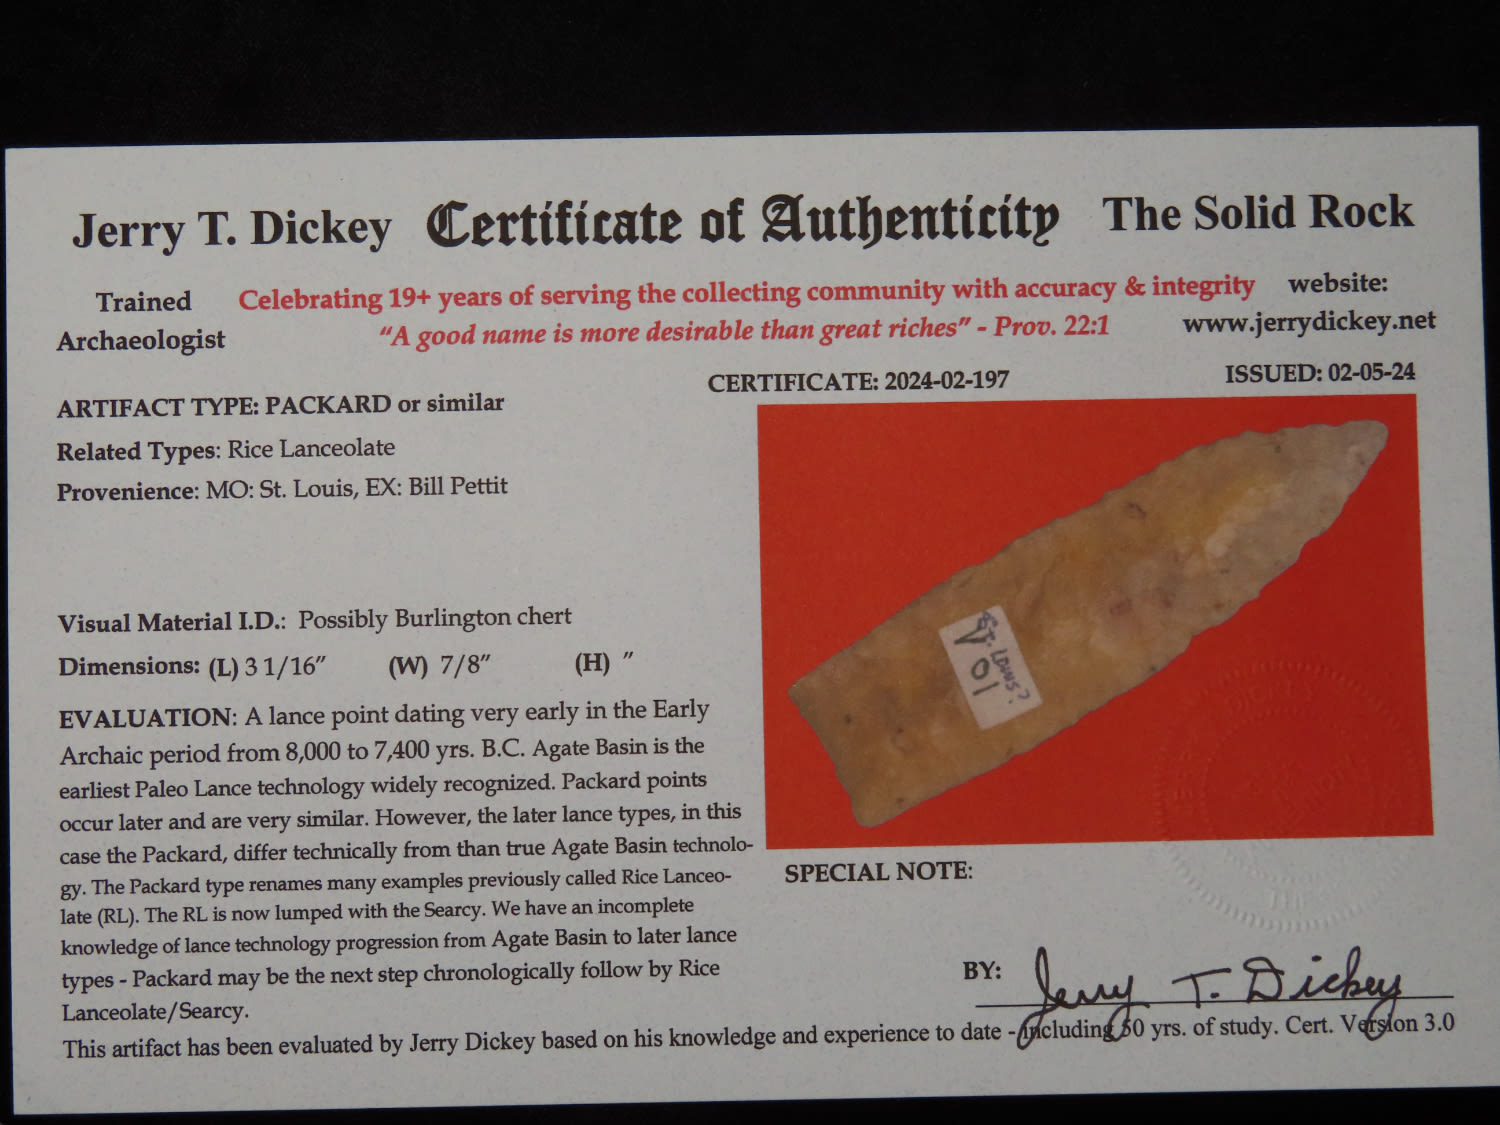 Jerry T. Dickey Certificate of Authenticity The Solid Rock
Trained Archaeologist
Celebrating 19+ years of serving the collecting community with accuracy & integrity
"A good name is more desirable than great riches" - Prov. 22:1
website:
www.jerrydickey.net
CERTIFICATE: 2024-02-197
ISSUED: 02-05-24
ARTIFACT TYPE: PACKARD or similar
Related Types: Rice Lanceolate
Provenience: MO: St. Louis, EX: Bill Pettit
Visual Material I.D.: Possibly Burlington chert
Dimensions: (L) 3 1/16" (W) 7/8" (H) "
EVALUATION: A lance point dating very early in the Early
Archaic period from 8,000 to 7,400 yrs. B.C. Agate Basin is the
earliest Paleo Lance technology widely recognized. Packard points
occur later and are very similar. However, the later lance types, in this
case the Packard, differ technically from than true Agate Basin technolo-
gy. The Packard type renames many examples previously called Rice Lanceo-
late (RL). The RL is now lumped with the Searcy. We have an incomplete
knowledge of lance technology progression from Agate Basin to later lance
types - Packard may be the next step chronologically follow by Rice
Lanceolate/Searcy.
ST. LOUIS?
101
SPECIAL NOTE:
BY: Jerry T. Dickey
This artifact has been evaluated by Jerry Dickey based on his knowledge and experience to date - including 50 yrs. of study. Cert. Version 3.0